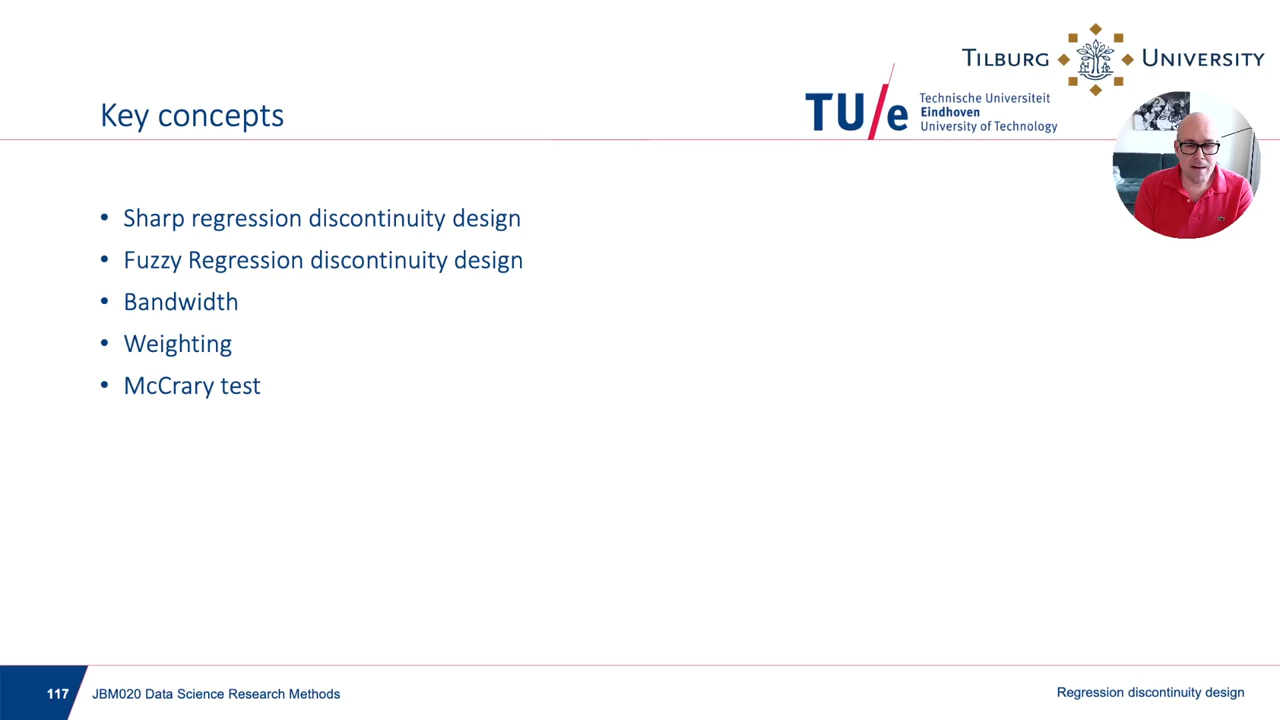 TILBURG UNIVERSITY
TU/e Technische Universiteit
Eindhoven
University of Technology
Key concepts
• Sharp regression discontinuity design
• Fuzzy Regression discontinuity design
• Bandwidth
• Weighting
• McCrary test
117 JBM020 Data Science Research Methods
Regression discontinuity design